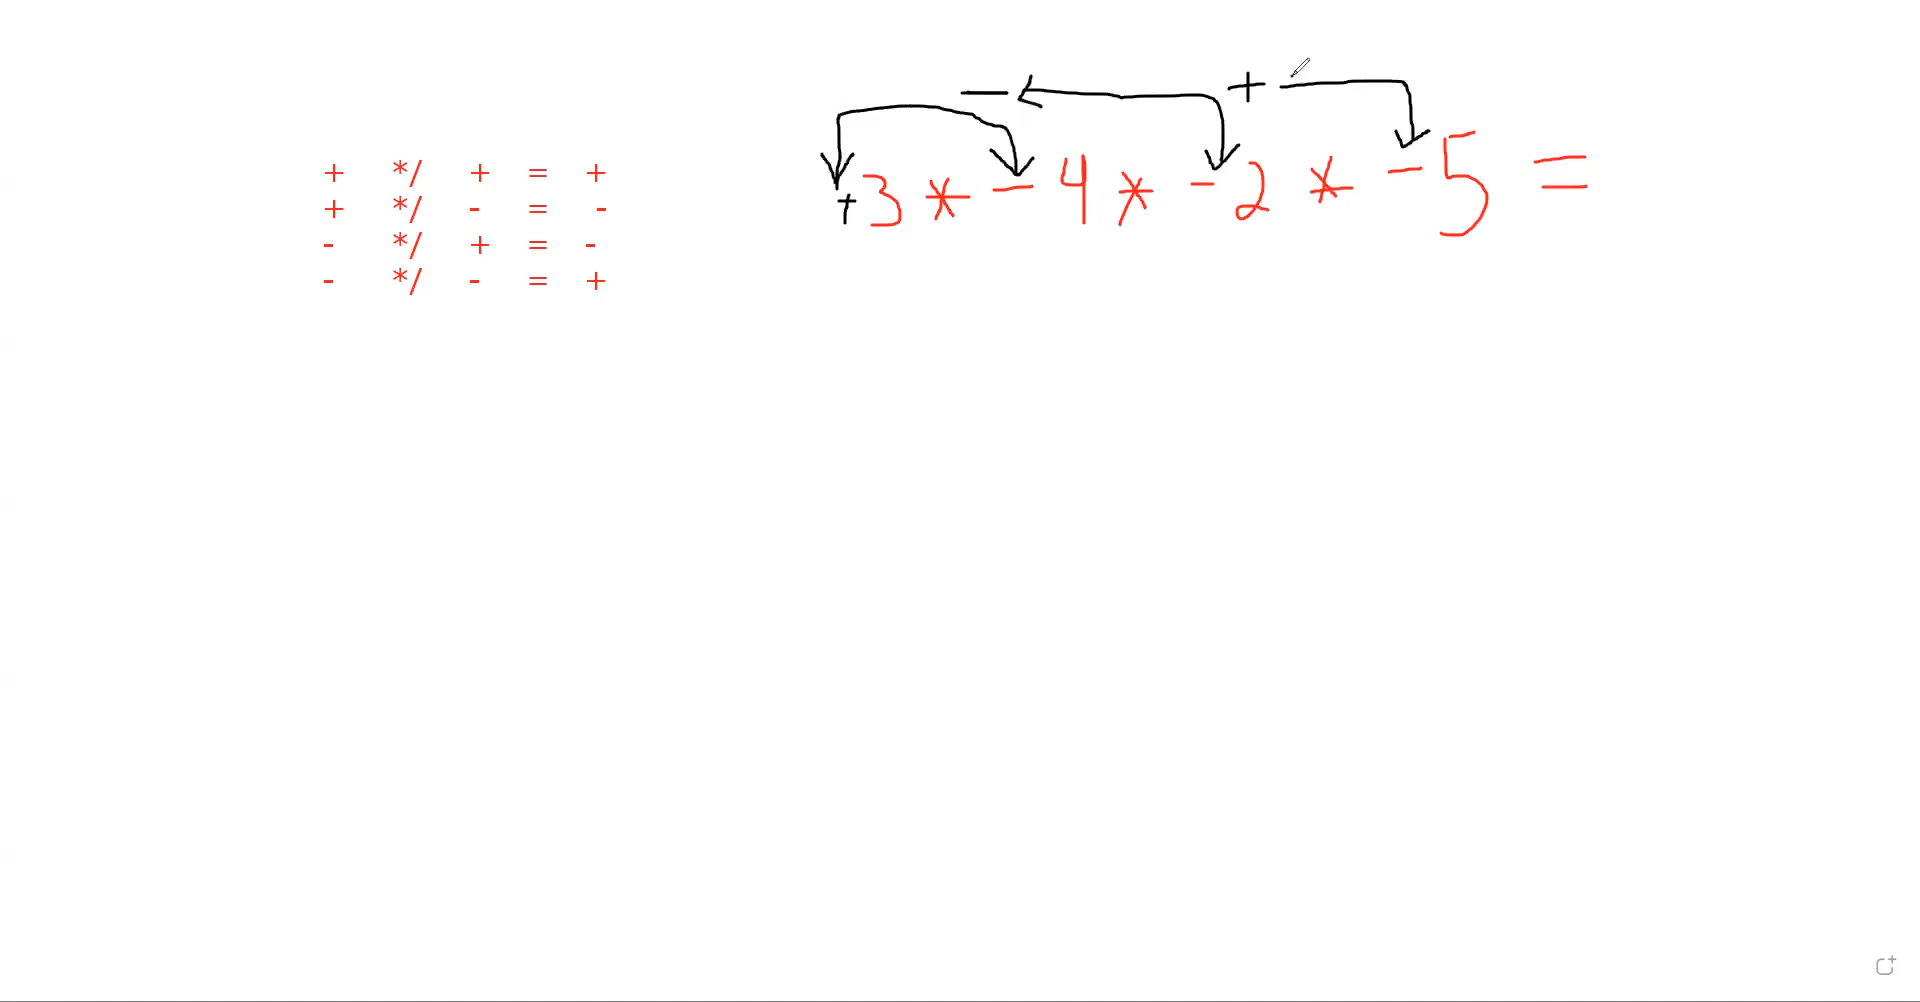 - +
+ */ + = +
+ */ - = -
- */ + = -
- */ - = +
+3 * -4 * -2 * -5 =